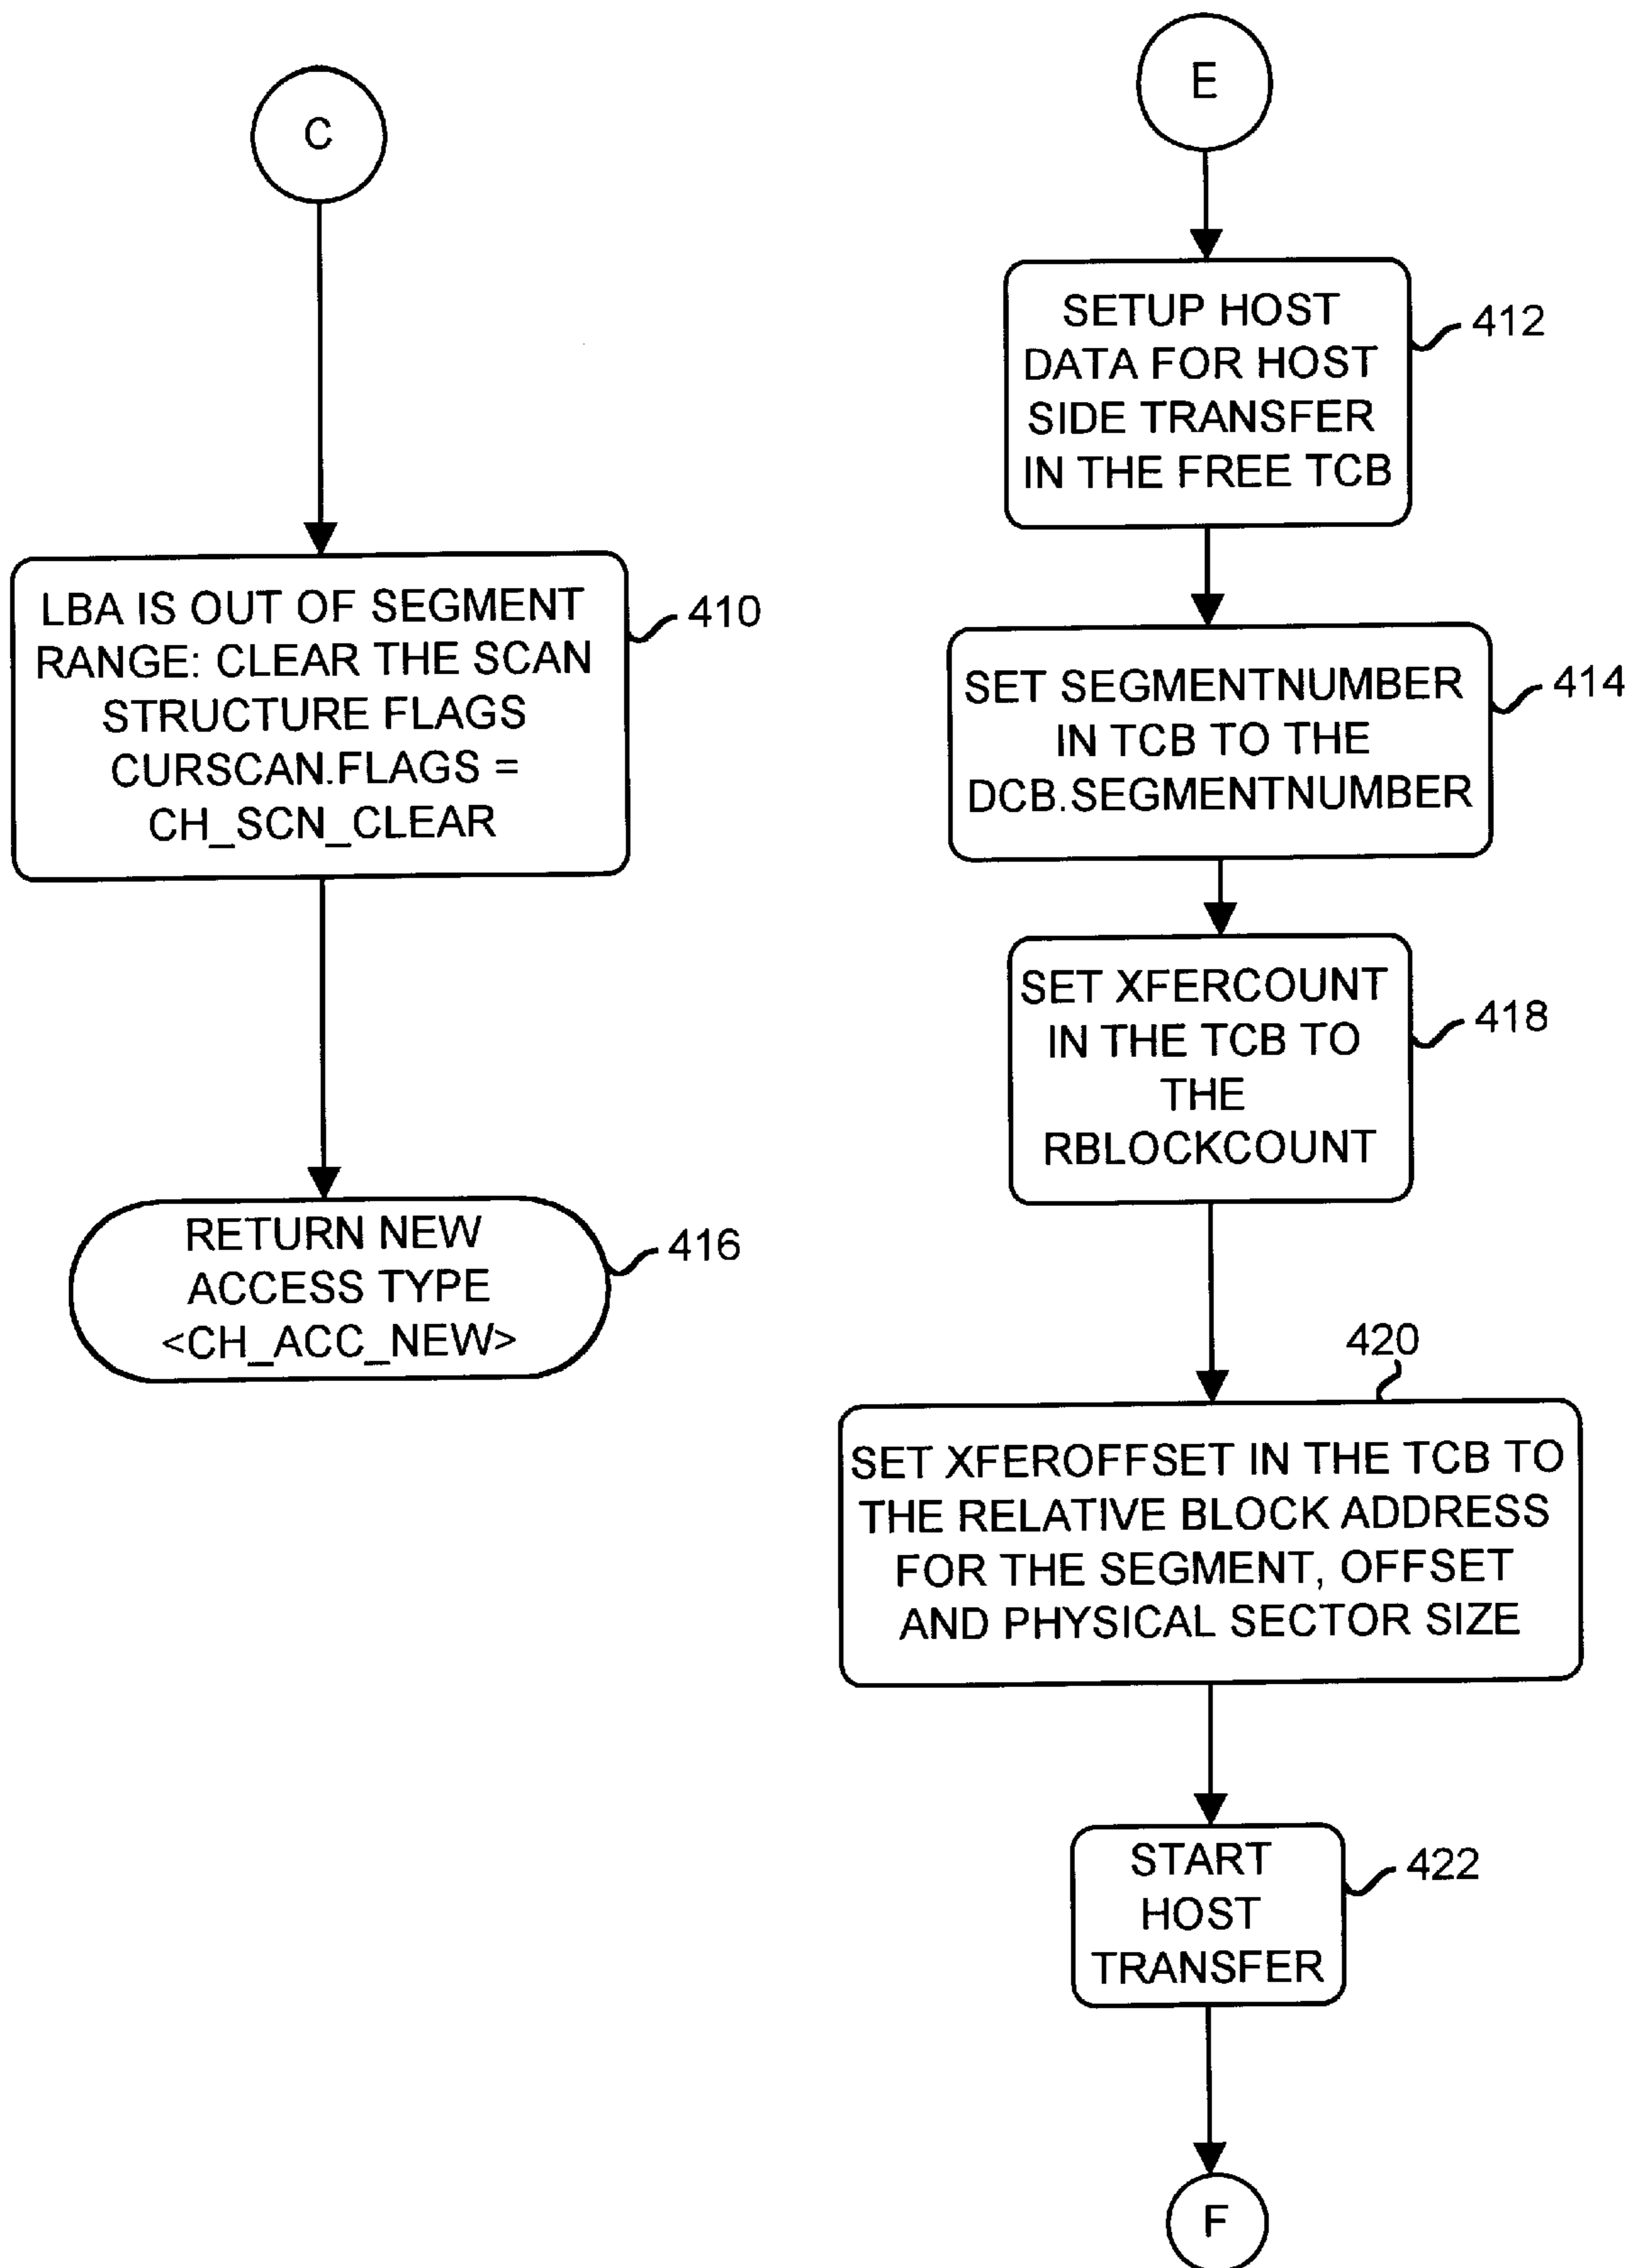 C
LBA IS OUT OF SEGMENT
RANGE: CLEAR THE SCAN
STRUCTURE FLAGS
CURSCAN.FLAGS =
CH_SCN_CLEAR
410
RETURN NEW
ACCESS TYPE
<CH_ACC_NEW>
416
E
SETUP HOST
DATA FOR HOST
SIDE TRANSFER
IN THE FREE TCB
412
SET SEGMENTNUMBER
IN TCB TO THE
DCB.SEGMENTNUMBER
414
SET XFERCOUNT
IN THE TCB TO
THE
RBLOCKCOUNT
418
420
SET XFEROFFSET IN THE TCB TO
THE RELATIVE BLOCK ADDRESS
FOR THE SEGMENT, OFFSET
AND PHYSICAL SECTOR SIZE
START
HOST
TRANSFER
422
F